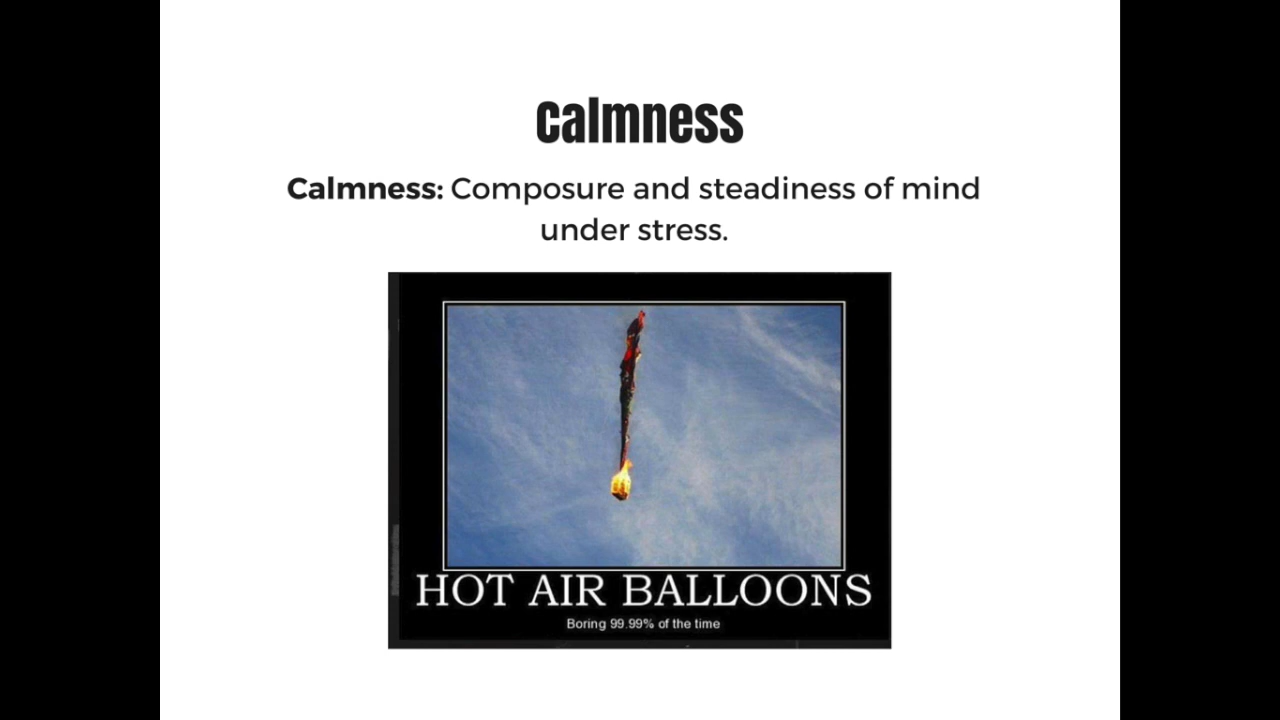 calmness
Calmness: Composure and steadiness of mind
under stress.
HOT AIR BALLOONS
Boring 99.99% of the time